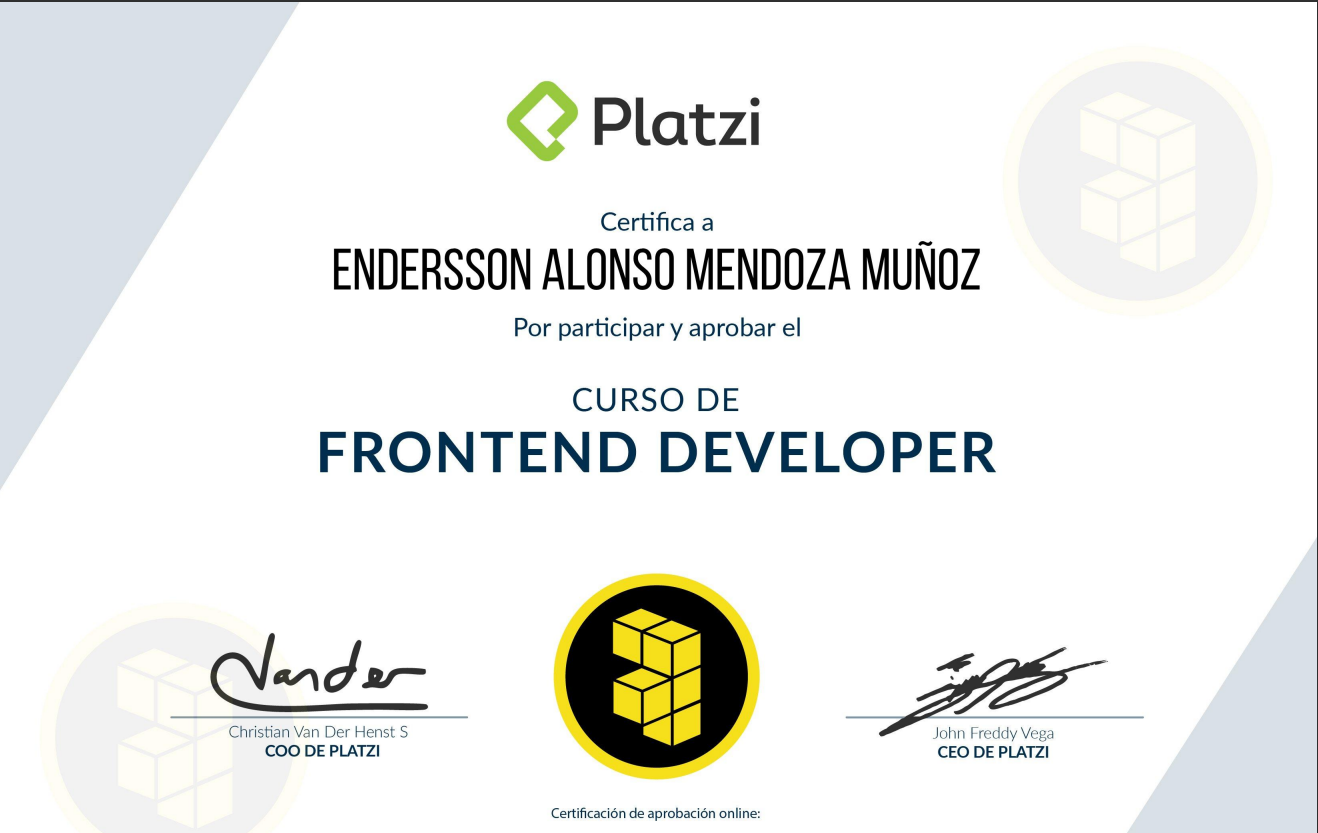 Platzi
Certifica a
ENDERSSON ALONSO MENDOZA MUÑOZ
Por participar y aprobar el
CURSO DE
FRONTEND DEVELOPER
Vander
Christian Van Der Henst S
COO DE PLATZI
John Freddy Vega
CEO DE PLATZI
Certificación de aprobación online: